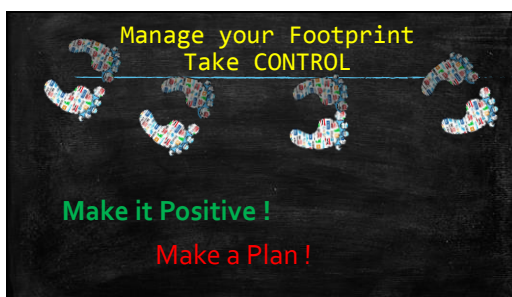 Manage your Footprint
Take CONTROL
Make it Positive !
Make a Plan !